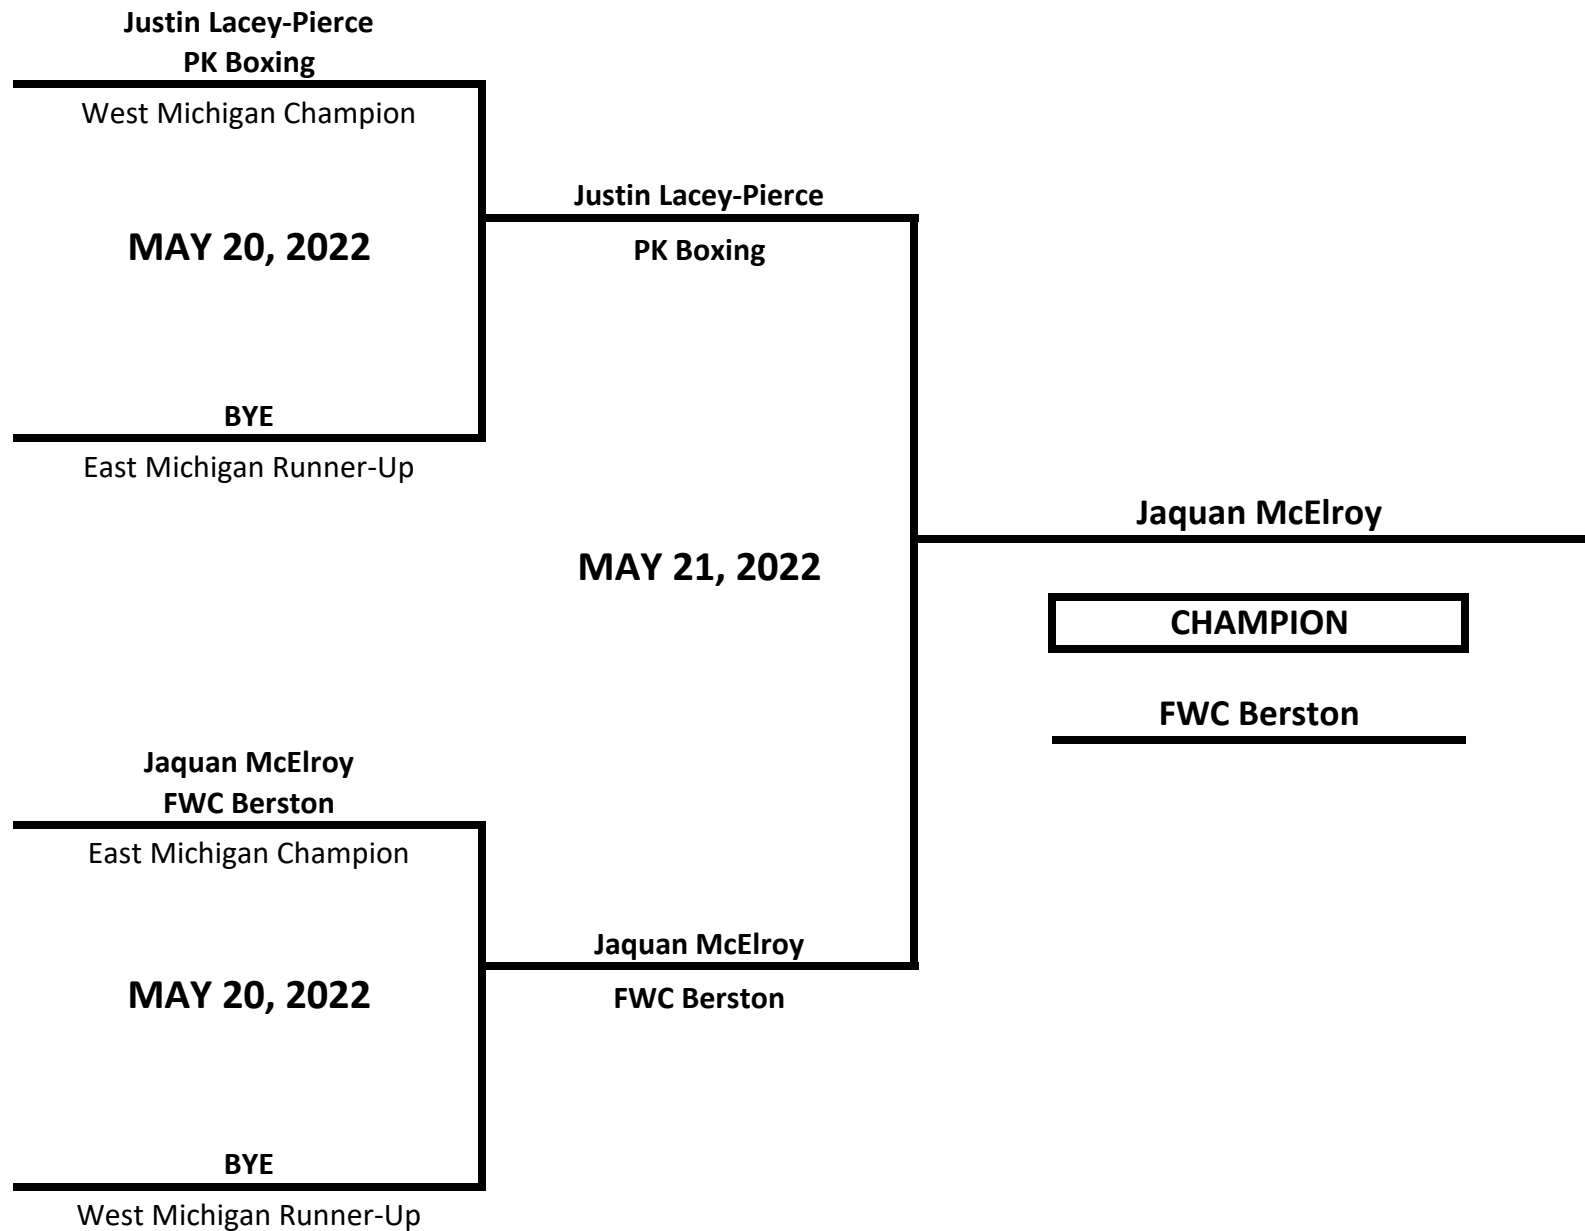 Justin Lacey-Pierce
PK Boxing
West Michigan Champion
MAY 20, 2022
BYE
East Michigan Runner-Up
Justin Lacey-Pierce
PK Boxing
MAY 21, 2022
Jaquan McElroy
CHAMPION
FWC Berston
Jaquan McElroy
FWC Berston
East Michigan Champion
MAY 20, 2022
BYE
West Michigan Runner-Up
Jaquan McElroy
FWC Berston